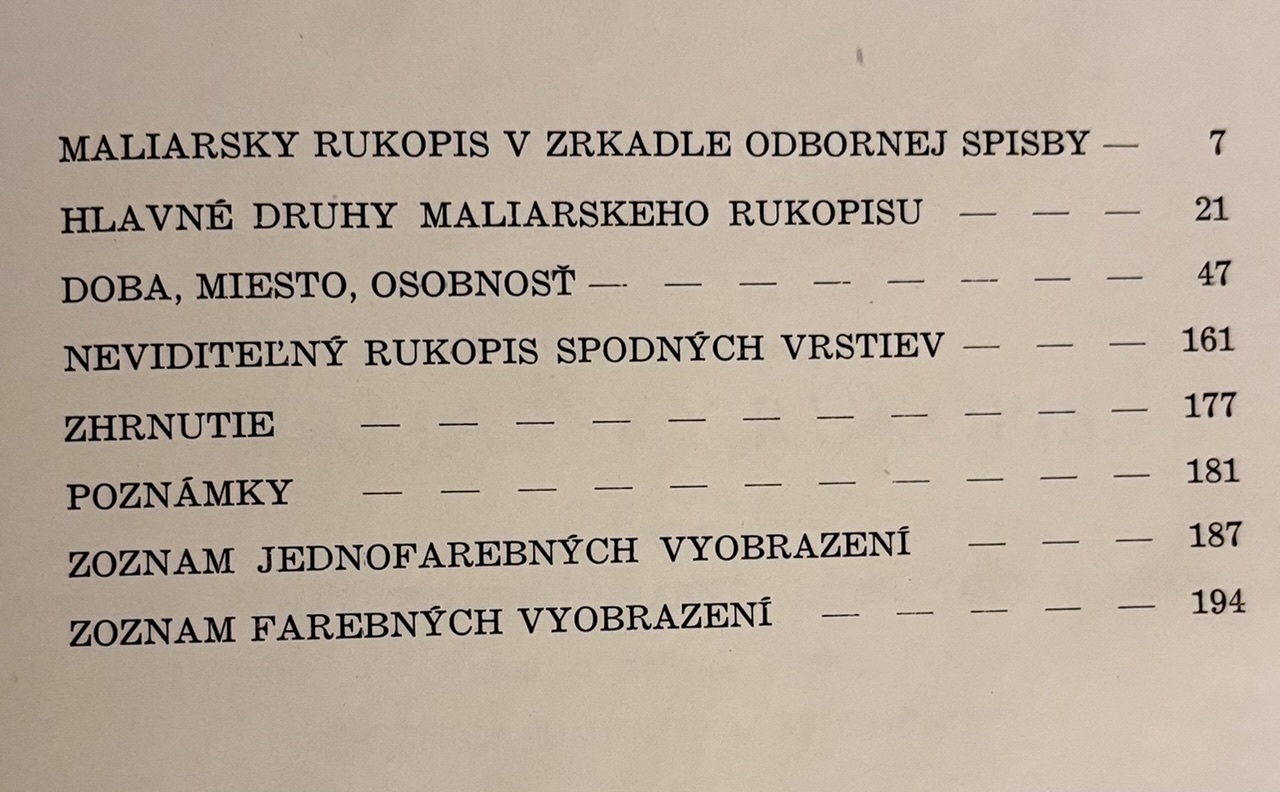 MALIARSKY RUKOPIS V ZRKADLE ODBORNEJ SPISBY — 7
HLAVNÉ DRUHY MALIARSKEHO RUKOPISU — — — 21
DOBA, MIESTO, OSOBNOSŤ — — — — — — — — 47
NEVIDITEĽNÝ RUKOPIS SPODNÝCH VRSTIEV — — — 161
ZHRNUTIE — — — — — — — — — — — 177
POZNÁMKY — — — — — — — — — — — 181
ZOZNAM JEDNOFAREBNÝCH VYOBRAZENÍ — — — 187
ZOZNAM FAREBNÝCH VYOBRAZENÍ — — — — — 194